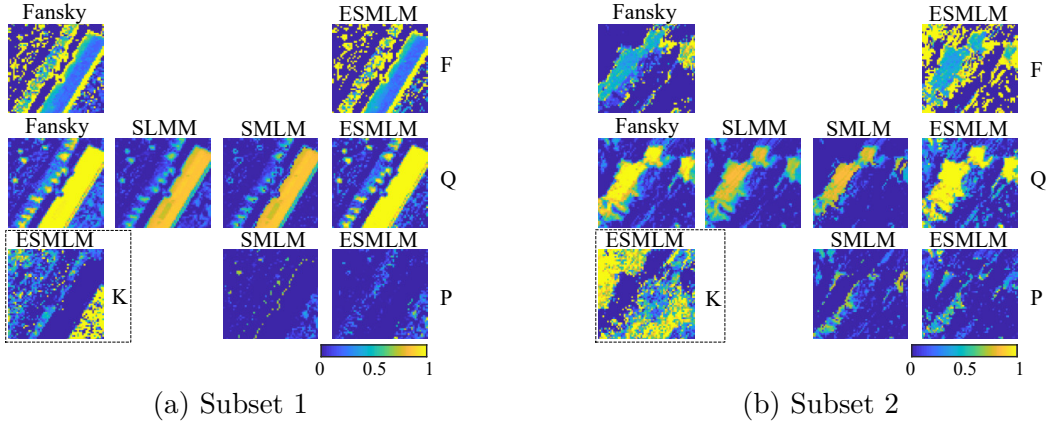 Fansky ESMLM
F
Fansky SLMM SMLM ESMLM
Q
ESMLM SMLM ESMLM
K P
0 0.5 1
(a) Subset 1
Fansky ESMLM
F
Fansky SLMM SMLM ESMLM
Q
ESMLM SMLM ESMLM
K P
0 0.5 1
(b) Subset 2